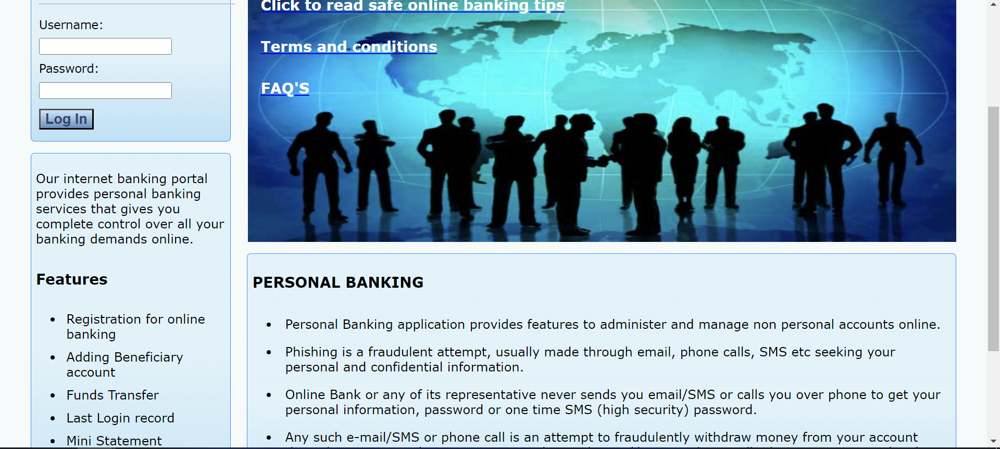 Click to read safe online banking tips
Terms and conditions
FAQ'S
Username:
Password:
Log In
Our internet banking portal
provides personal banking
services that gives you
complete control over all your
banking demands online.
Features
• Registration for online
banking
• Adding Beneficiary
account
• Funds Transfer
• Last Login record
• Mini Statement
PERSONAL BANKING
• Personal Banking application provides features to administer and manage non personal accounts online.
• Phishing is a fraudulent attempt, usually made through email, phone calls, SMS etc seeking your
personal and confidential information.
• Online Bank or any of its representative never sends you email/SMS or calls you over phone to get your
personal information, password or one time SMS (high security) password.
• Any such e-mail/SMS or phone call is an attempt to fraudulently withdraw money from your account